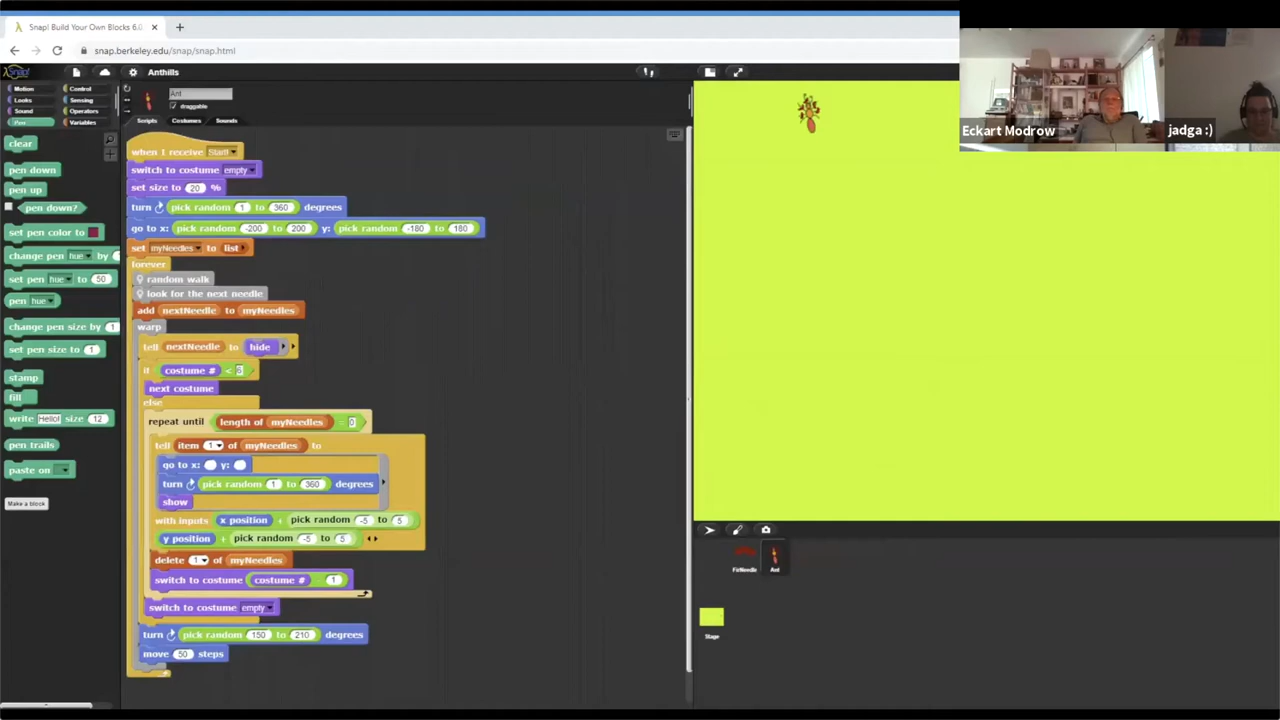 Snap! Build Your Own Blocks 6.0
snap.berkeley.edu/snap/snap.html
Snap!
Anthills
Motion Control
Looks Sensing
Sound Operators
Pen Variables
Ant
draggable
Scripts Costumes Sounds
clear
pen down
pen up
pen down?
set pen color to
change pen hue by 1
set pen hue to 50
pen hue
change pen size by 1
set pen size to 1
stamp
fill
write Hello! size 12
pen trails
paste on
Make a block
when I receive Start!
switch to costume empty
set size to 20 %
turn pick random 1 to 360 degrees
go to x: pick random -200 to 200 y: pick random -180 to 180
set myNeedles to list
forever
random walk
look for the next needle
add nextNeedle to myNeedles
warp
tell nextNeedle to hide
if costume # < 6
next costume
else
repeat until length of myNeedles = 0
tell item 1 of myNeedles to
go to x: y:
turn pick random 1 to 360 degrees
show
with inputs x position + pick random -5 to 5
y position + pick random -5 to 5
delete 1 of myNeedles
switch to costume costume # - 1
switch to costume empty
turn pick random 150 to 210 degrees
move 50 steps
Eckart Modrow
jadga :)
FirNeedle Ant
Stage